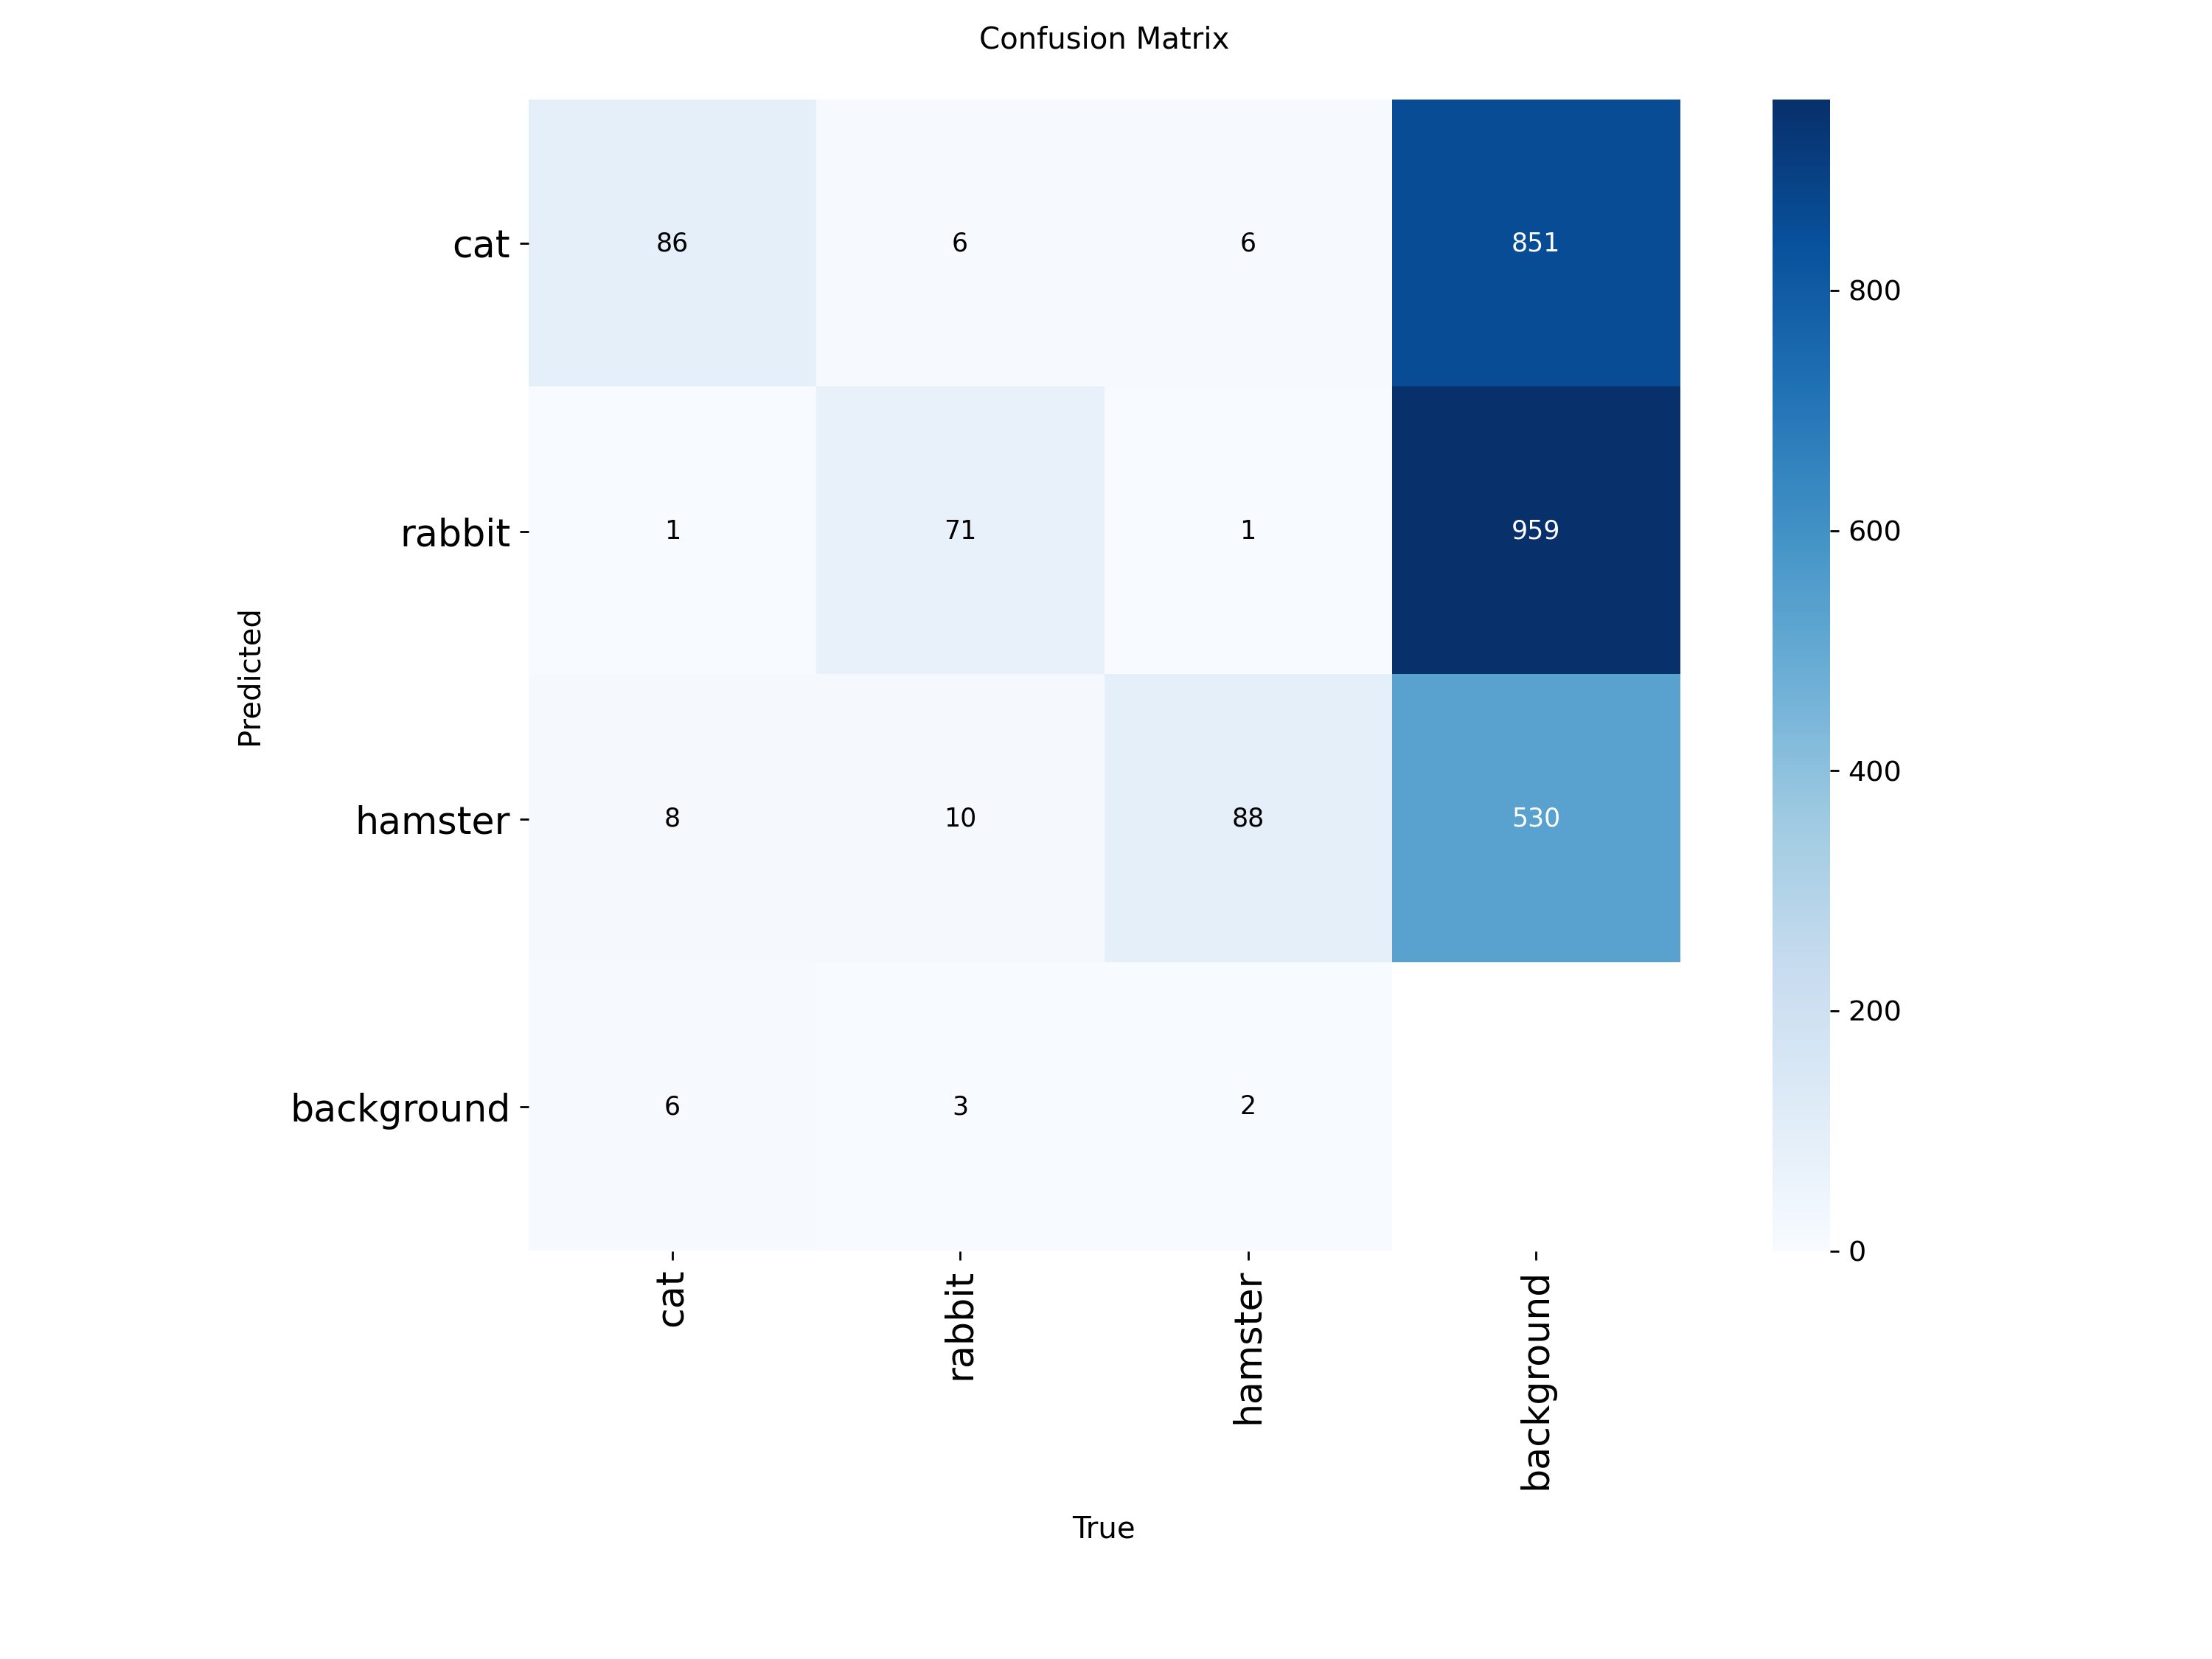 Confusion Matrix
cat 86 6 6 851
rabbit 1 71 1 959
hamster 8 10 88 530
background 6 3 2
cat rabbit hamster background
True
Predicted
800
600
400
200
0